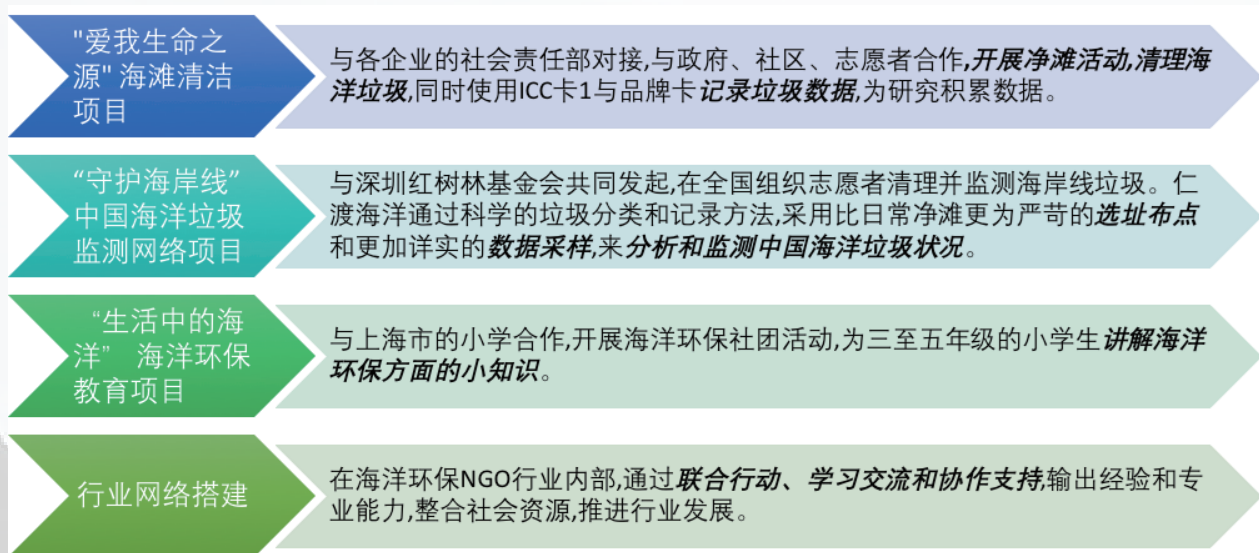 "爱我生命之
源" 海滩清洁
项目
与各企业的社会责任部对接,与政府、社区、志愿者合作,开展净滩活动,清理海
洋垃圾,同时使用ICC卡1与品牌卡记录垃圾数据,为研究积累数据。
“守护海岸线”
中国海洋垃圾
监测网络项目
与深圳红树林基金会共同发起,在全国组织志愿者清理并监测海岸线垃圾。仁
渡海洋通过科学的垃圾分类和记录方法,采用比日常净滩更为严苛的选址布点
和更加详实的数据采样,来分析和监测中国海洋垃圾状况。
“生活中的海
洋” 海洋环保
教育项目
与上海市的小学合作,开展海洋环保社团活动,为三至五年级的小学生讲解海洋
环保方面的小知识。
行业网络搭建
在海洋环保NGO行业内部,通过联合行动、学习交流和协作支持,输出经验和专
业能力,整合社会资源,推进行业发展。